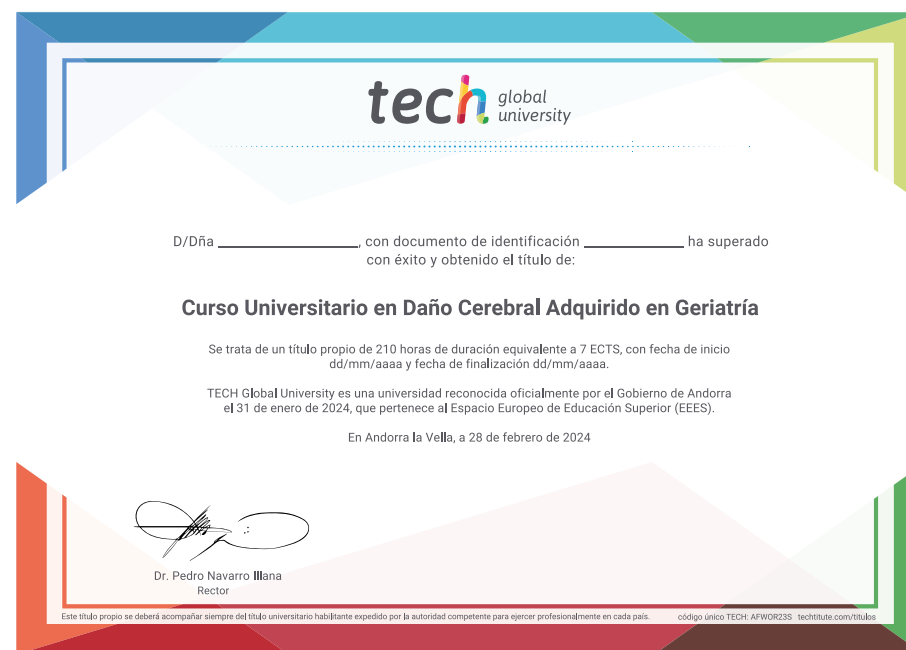 tech global university
D/Dña ____________________, con documento de identificación ______________ ha superado
con éxito y obtenido el título de:
Curso Universitario en Daño Cerebral Adquirido en Geriatría
Se trata de un título propio de 210 horas de duración equivalente a 7 ECTS, con fecha de inicio
dd/mm/aaaa y fecha de finalización dd/mm/aaaa.
TECH Global University es una universidad reconocida oficialmente por el Gobierno de Andorra
el 31 de enero de 2024, que pertenece al Espacio Europeo de Educación Superior (EEES).
En Andorra la Vella, a 28 de febrero de 2024
Dr. Pedro Navarro Illana
Rector
Este título propio se deberá acompañar siempre del título universitario habilitante expedido por la autoridad competente para ejercer profesionalmente en cada país. código único TECH: AFWOR23S techtitute.com/titulos